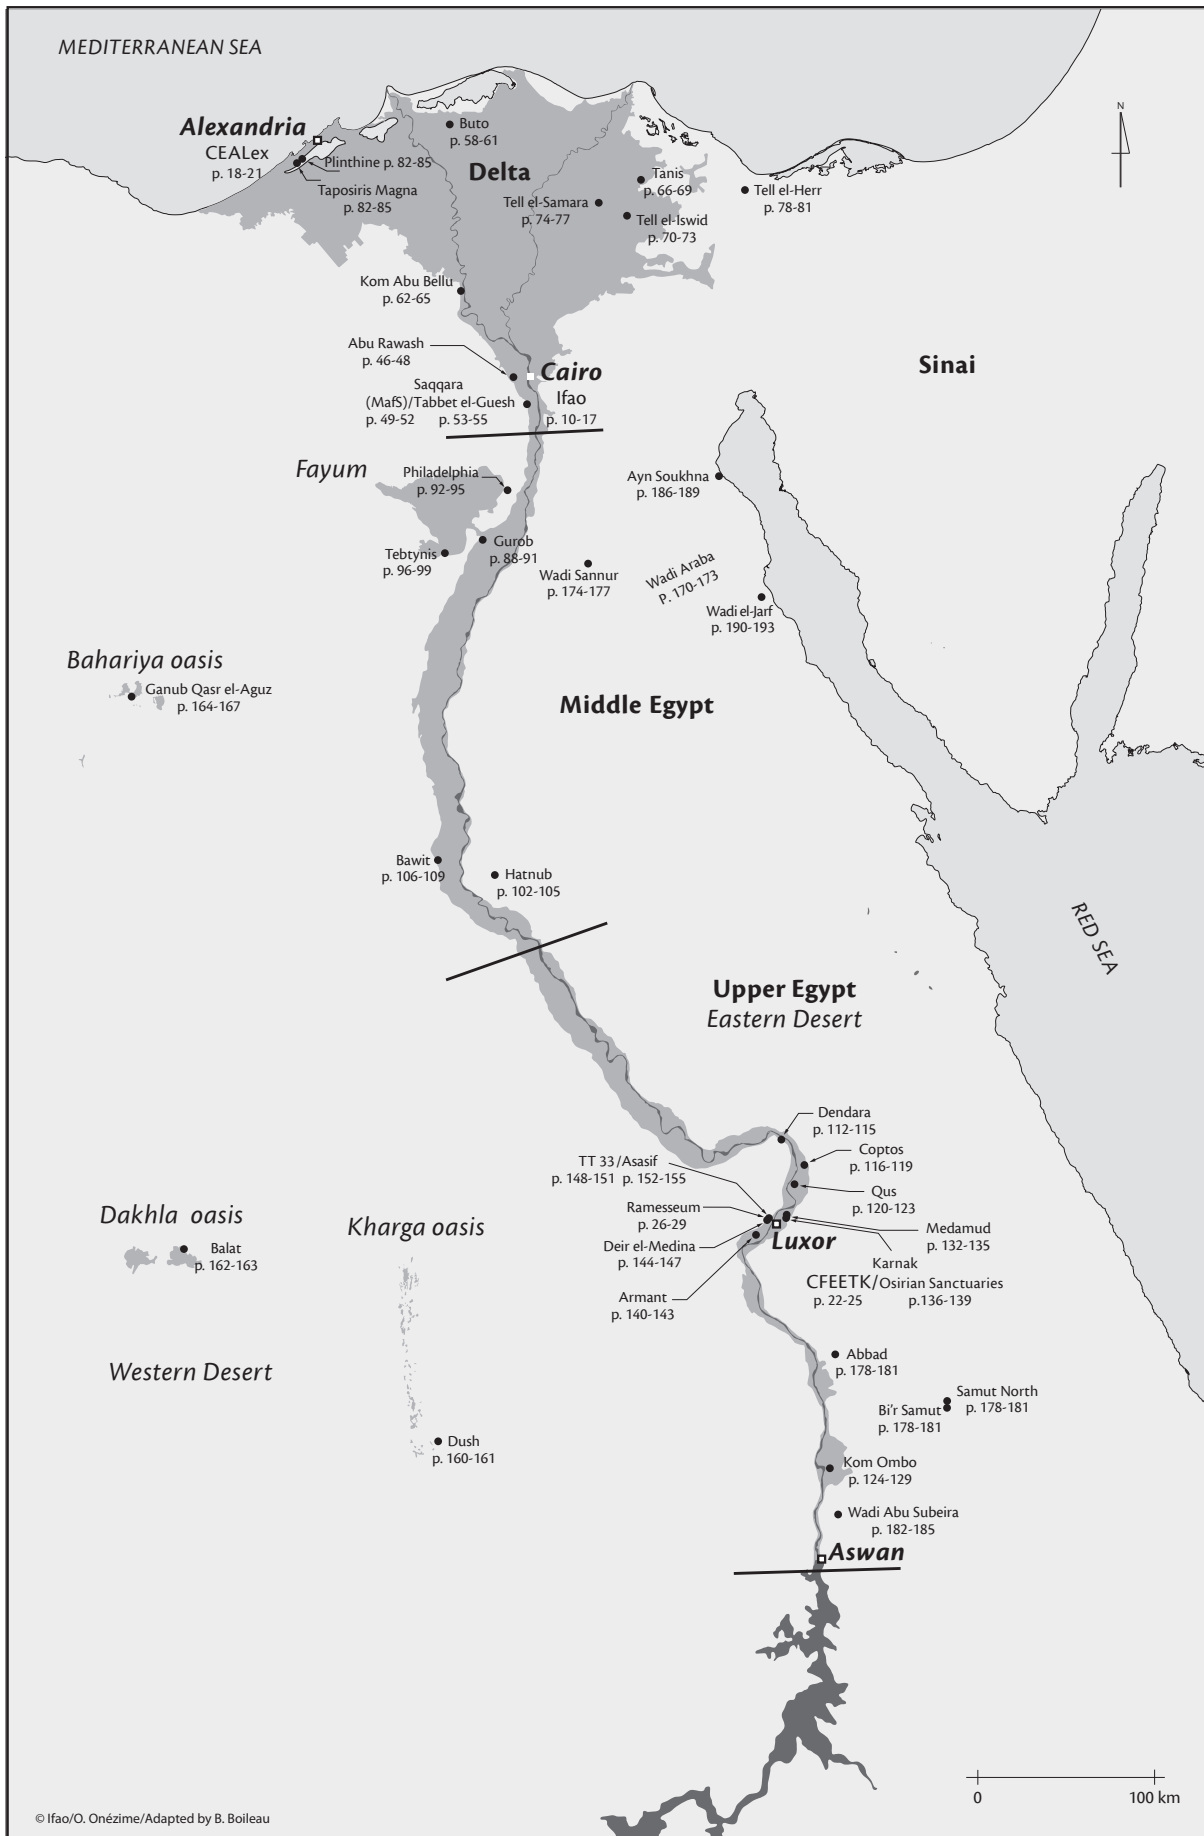 MEDITERRANEAN SEA
N
Alexandria
CEALex
p. 18-21
Buto
p. 58-61
Plinthine p. 82-85
Taposiris Magna
p. 82-85
Delta
Tanis
p. 66-69
Tell el-Samara
p. 74-77
Tell el-Iswid
p. 70-73
Tell el-Herr
p. 78-81
Kom Abu Bellu
p. 62-65
Abu Rawash
p. 46-48
Saqqara
(MafS)/Tabbet el-Guesh
p. 49-52 p. 53-55
Cairo
Ifao
p. 10-17
Sinai
Fayum
Philadelphia
p. 92-95
Ayn Soukhna
p. 186-189
Tebtynis
p. 96-99
Gurob
p. 88-91
Wadi Sannur
p. 174-177
Wadi Araba
P. 170-173
Wadi el-Jarf
p. 190-193
Bahariya oasis
Ganub Qasr el-Aguz
p. 164-167
Middle Egypt
Bawit
p. 106-109
Hatnub
p. 102-105
RED SEA
Upper Egypt
Eastern Desert
Dendara
p. 112-115
Coptos
p. 116-119
TT 33/Asasif
p. 148-151 p. 152-155
Qus
p. 120-123
Ramesseum
p. 26-29
Deir el-Medina
p. 144-147
Luxor
Medamud
p. 132-135
Karnak
CFEETK/Osirian Sanctuaries
p. 22-25 p.136-139
Armant
p. 140-143
Dakhla oasis
Balat
p. 162-163
Kharga oasis
Western Desert
Abbad
p. 178-181
Samut North
p. 178-181
Bi'r Samut
p. 178-181
Dush
p. 160-161
Kom Ombo
p. 124-129
Wadi Abu Subeira
p. 182-185
Aswan
0 100 km
© Ifao/O. Onézime/Adapted by B. Boileau